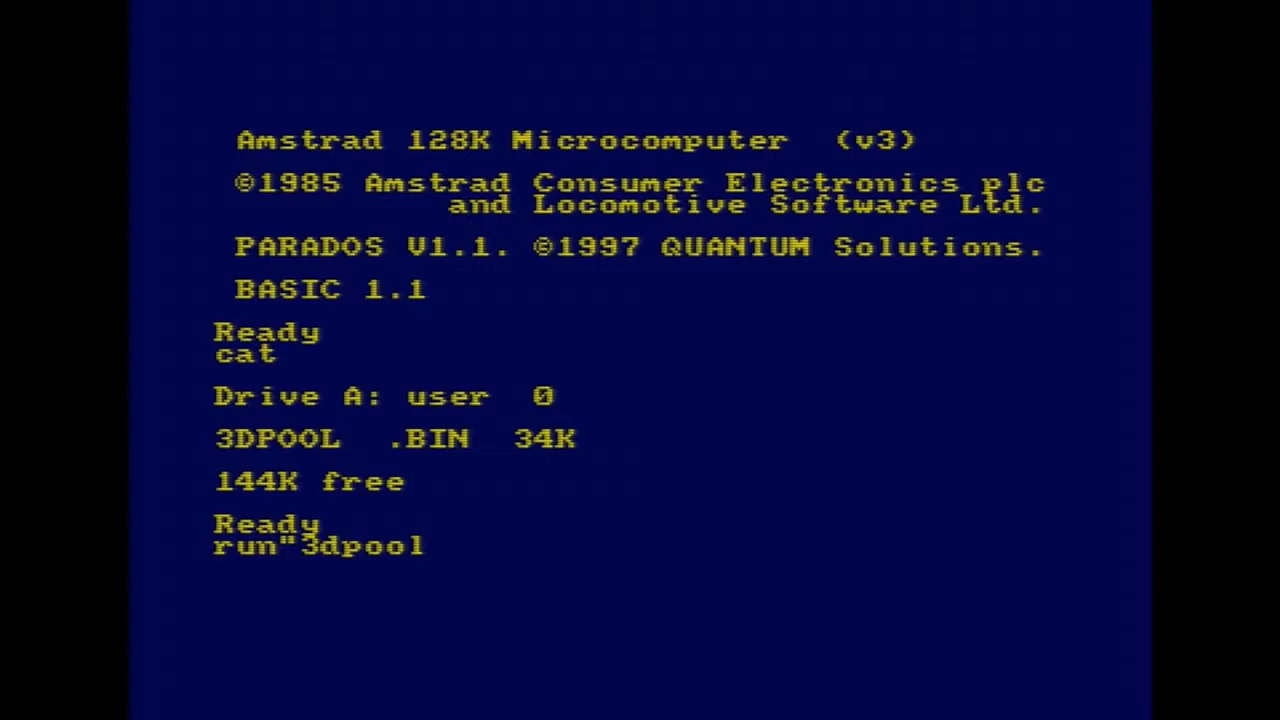 Amstrad 128K Microcomputer  (v3)
©1985 Amstrad Consumer Electronics plc
and Locomotive Software Ltd.
PARADOS V1.1. ©1997 QUANTUM Solutions.
BASIC 1.1
Ready
cat
Drive A: user  0
3DPOOL  .BIN  34K
144K free
Ready
run"3dpool